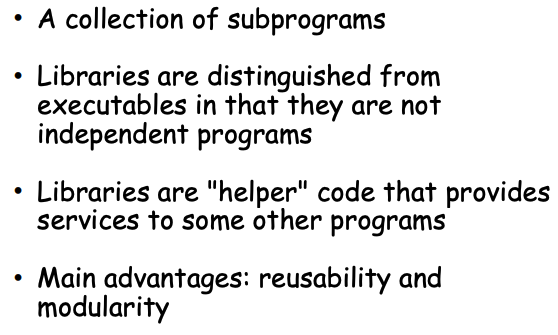 • A collection of subprograms
• Libraries are distinguished from
executables in that they are not
independent programs
• Libraries are "helper" code that provides
services to some other programs
• Main advantages: reusability and
modularity